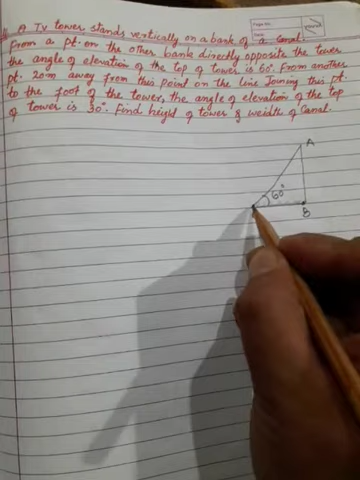 A TV tower stands vertically on a bank of a canal.
From a pt. on the other bank directly opposite the tower
the angle of elevation of the top of tower is 60°. From another
pt. 20m away from this point on the line Joining this pt.
to the foot of the tower, the angle of elevation of the top
of tower is 30°. Find height of tower & weidth of Canal.
A
60°
B